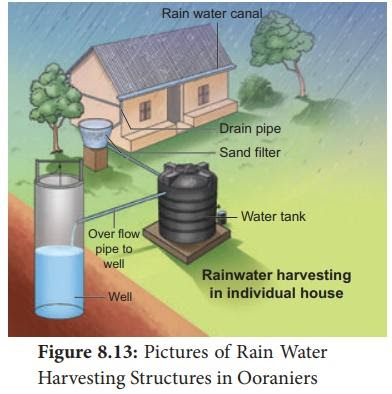 Rain water canal
Drain pipe
Sand filter
Water tank
Over flow
pipe to
well
Well
Rainwater harvesting
in individual house
Figure 8.13: Pictures of Rain Water
Harvesting Structures in Ooraniers